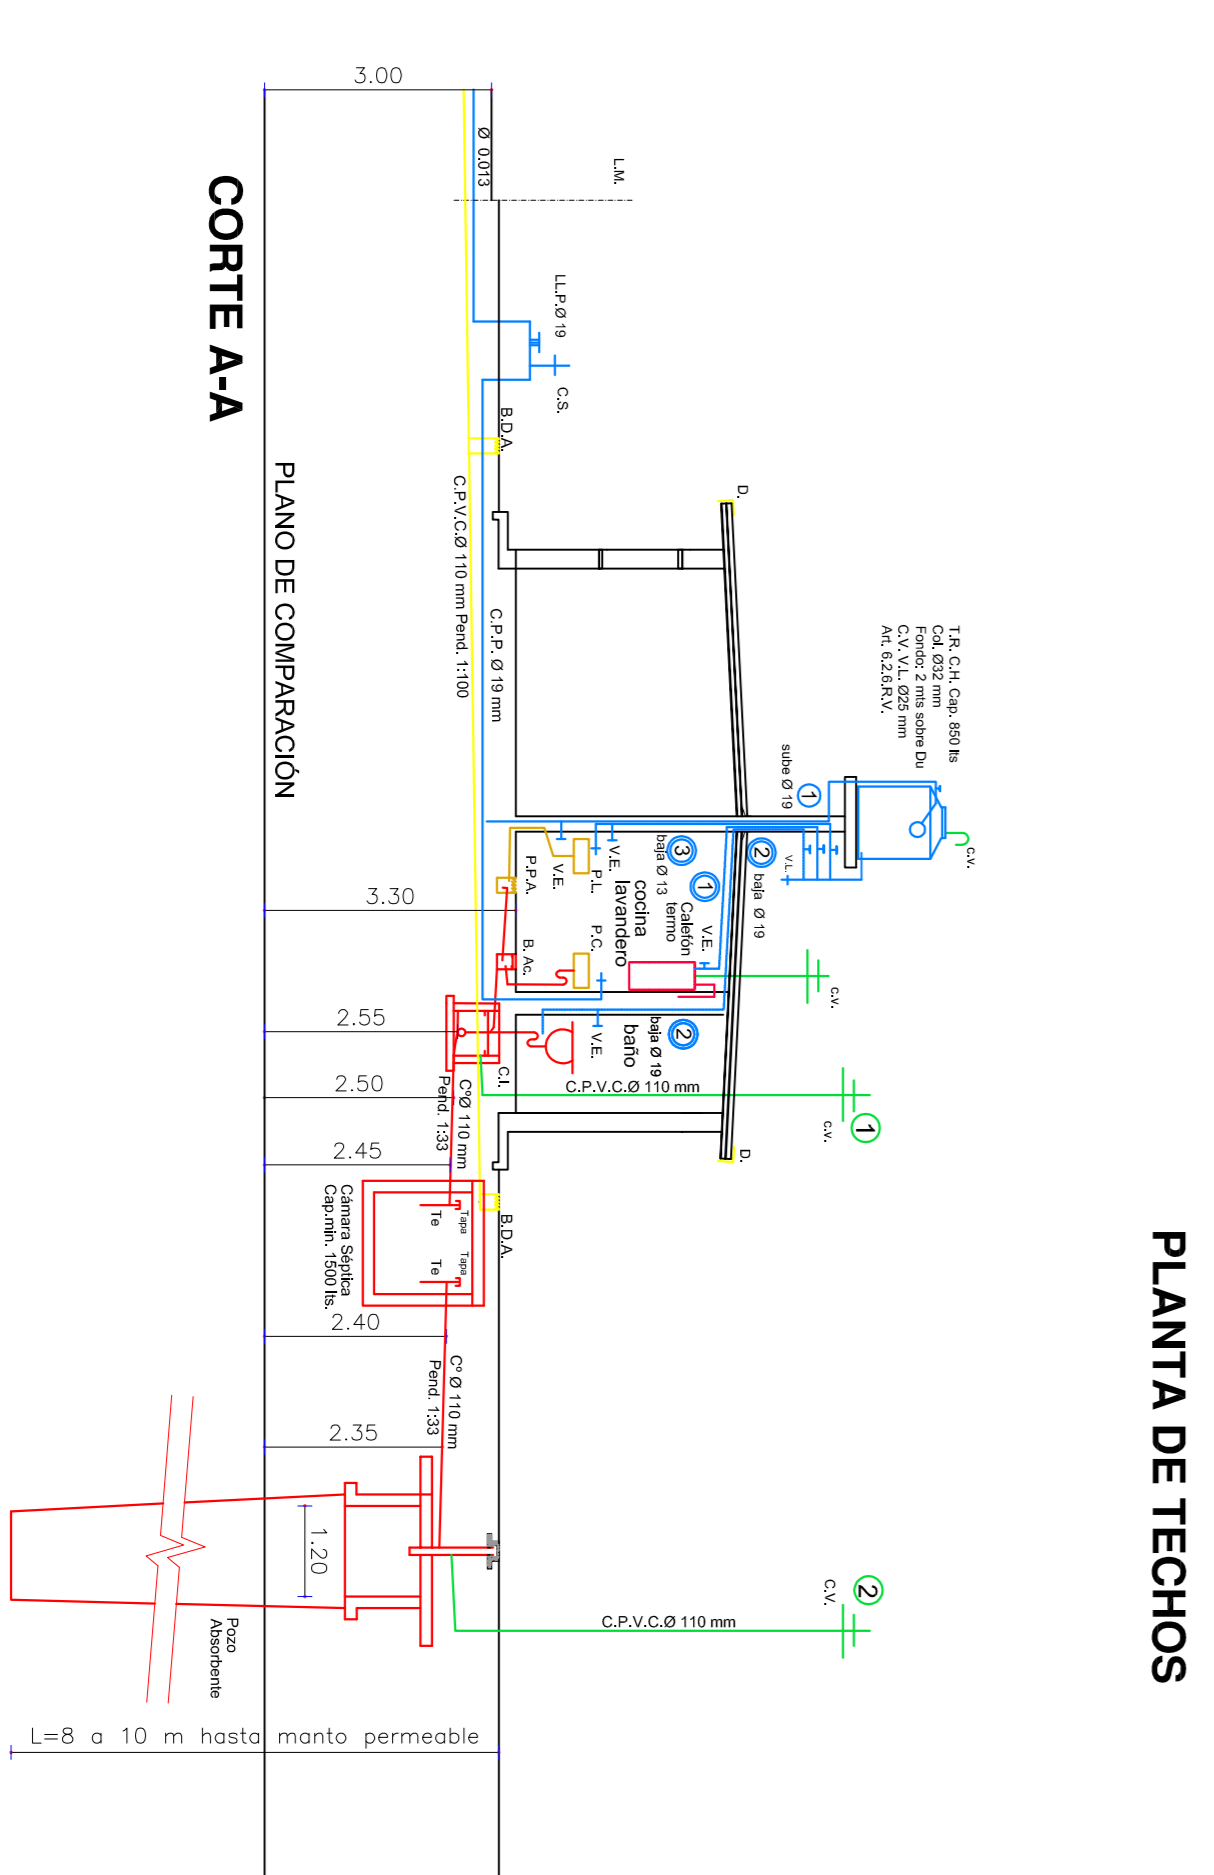 PLANTA DE TECHOS
T.R. C.H. Cap. 850 lts
Col. Ø32 mm
Fondo: 2 mts sobre Du
C.V. V.L. Ø25 mm
Art. 6.2.6.R.V.
C.V.
1
sube Ø 19
V.L.
2
baja Ø 19
C.V.
C.V.
1
C.V.
2
D.
D.
3
baja Ø 13
1
Calefón
termo
V.E.
cocina
lavandero
V.E.
P.L.
V.E.
P.P.A.
P.C.
B. Ac.
2
baja Ø 19
baño
V.E.
C.P.V.C.Ø 110 mm
C.P.V.C.Ø 110 mm
L.M.
LL.P.Ø 19
C.S.
B.D.A.
Ø 0.013
3.00
C.P.P. Ø 19 mm
C.P.V.C.Ø 110 mm Pend. 1:100
C.I.
B.D.A.
CºØ 110 mm
Pend. 1:33
Tapa
Tapa
Te
Te
Cámara Séptica
Cap.min. 1500 lts.
Cº Ø 110 mm
Pend. 1:33
3.30
2.55
2.50
2.45
2.40
2.35
1.20
Pozo
Absorbente
L=8 a 10 m hasta manto permeable
PLANO DE COMPARACIÓN
CORTE A-A